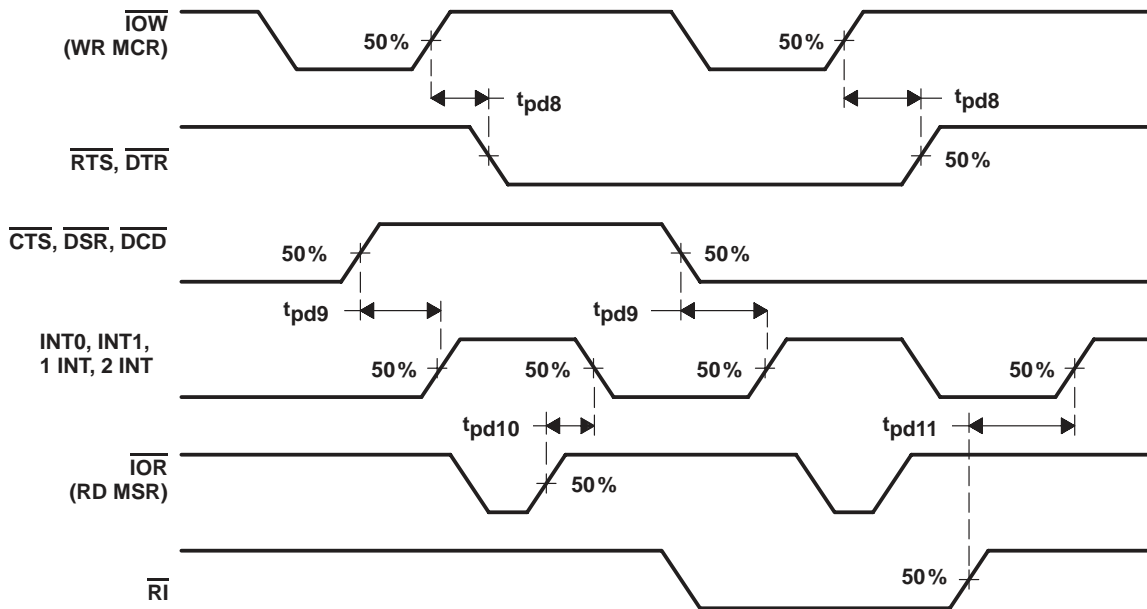 IOW
(WR MCR)
50%
50%
tpd8
tpd8
RTS, DTR
50%
CTS, DSR, DCD
50%
50%
tpd9
tpd9
INT0, INT1,
1 INT, 2 INT
50%
50%
50%
50%
tpd10
tpd11
IOR
(RD MSR)
50%
RI
50%